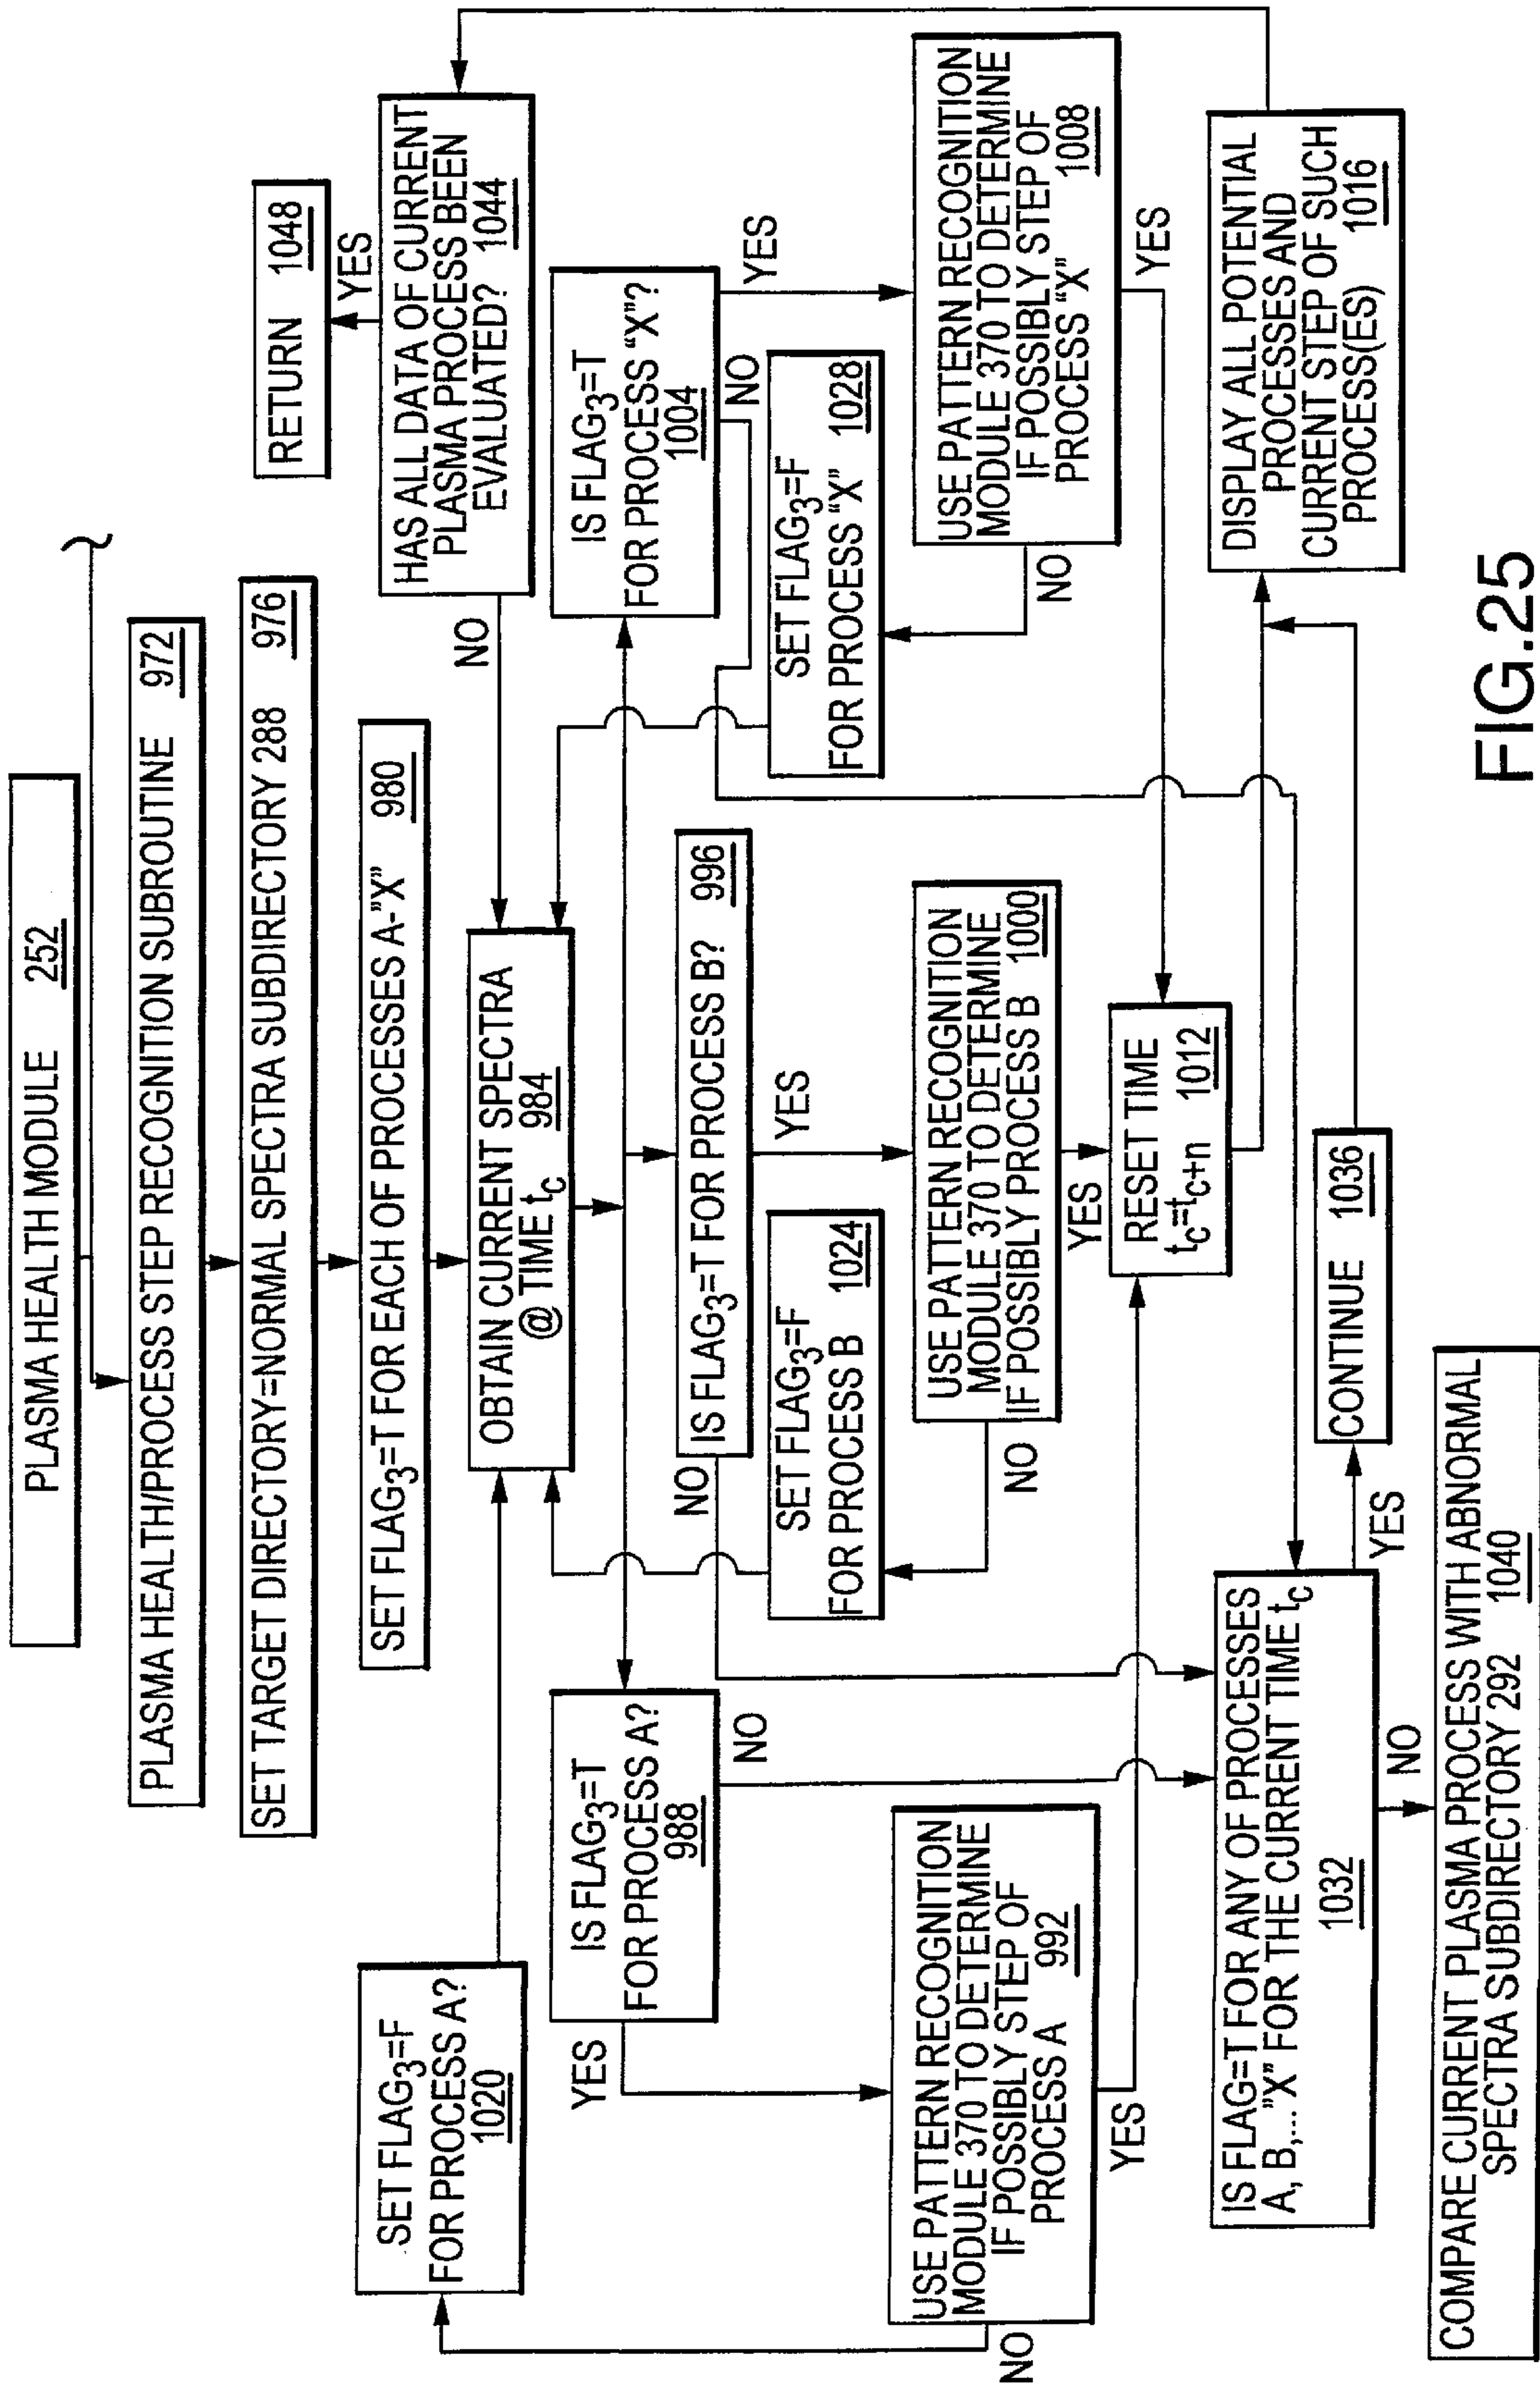 PLASMA HEALTH MODULE 252
PLASMA HEALTH/PROCESS STEP RECOGNITION SUBROUTINE 972
SET TARGET DIRECTORY=NORMAL SPECTRA SUBDIRECTORY 288 976
SET FLAG3=T FOR EACH OF PROCESSES A-"X" 980
OBTAIN CURRENT SPECTRA
@ TIME tc
984
SET FLAG3=F
FOR PROCESS A?
1020
RETURN 1048
YES
HAS ALL DATA OF CURRENT
PLASMA PROCESS BEEN
EVALUATED? 1044
NO
IS FLAG3=T
FOR PROCESS A?
988
YES
NO
IS FLAG3=T FOR PROCESS B? 996
NO
YES
IS FLAG3=T
FOR PROCESS "X"?
1004
YES
NO
SET FLAG3=F
FOR PROCESS B 1024
SET FLAG3=F
FOR PROCESS "X" 1028
USE PATTERN RECOGNITION
MODULE 370 TO DETERMINE
IF POSSIBLY STEP OF
PROCESS A 992
NO
YES
USE PATTERN RECOGNITION
MODULE 370 TO DETERMINE
IF POSSIBLY PROCESS B 1000
NO
YES
USE PATTERN RECOGNITION
MODULE 370 TO DETERMINE
IF POSSIBLY STEP OF
PROCESS "X" 1008
NO
YES
RESET TIME
tc=tc+n 1012
IS FLAG=T FOR ANY OF PROCESSES
A, B,..."X" FOR THE CURRENT TIME tc
1032
YES
NO
CONTINUE 1036
DISPLAY ALL POTENTIAL
PROCESSES AND
CURRENT STEP OF SUCH
PROCESS(ES) 1016
COMPARE CURRENT PLASMA PROCESS WITH ABNORMAL
SPECTRA SUBDIRECTORY 292 1040
FIG.25